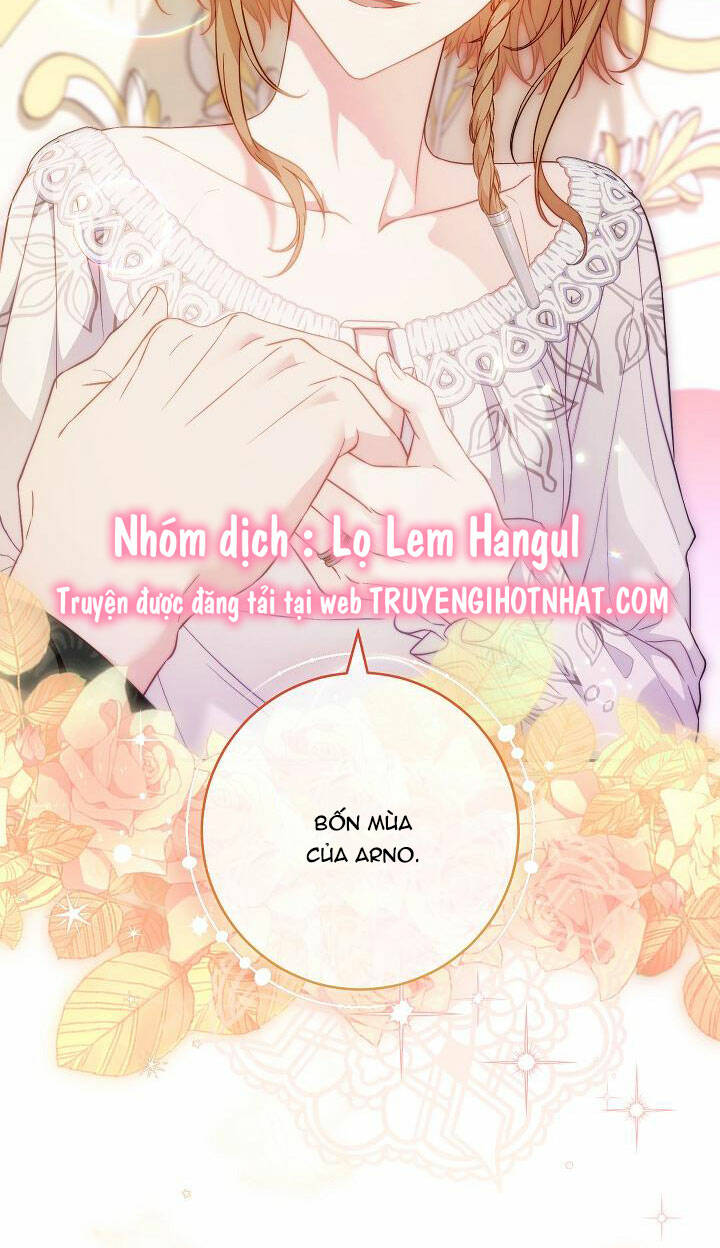 Nhóm dịch : Lọ Lem Hangul
Truyện được đăng tải tại web TRUYENGIHOTNHAT.COM
BỐN MÙA
CỦA ARNO.